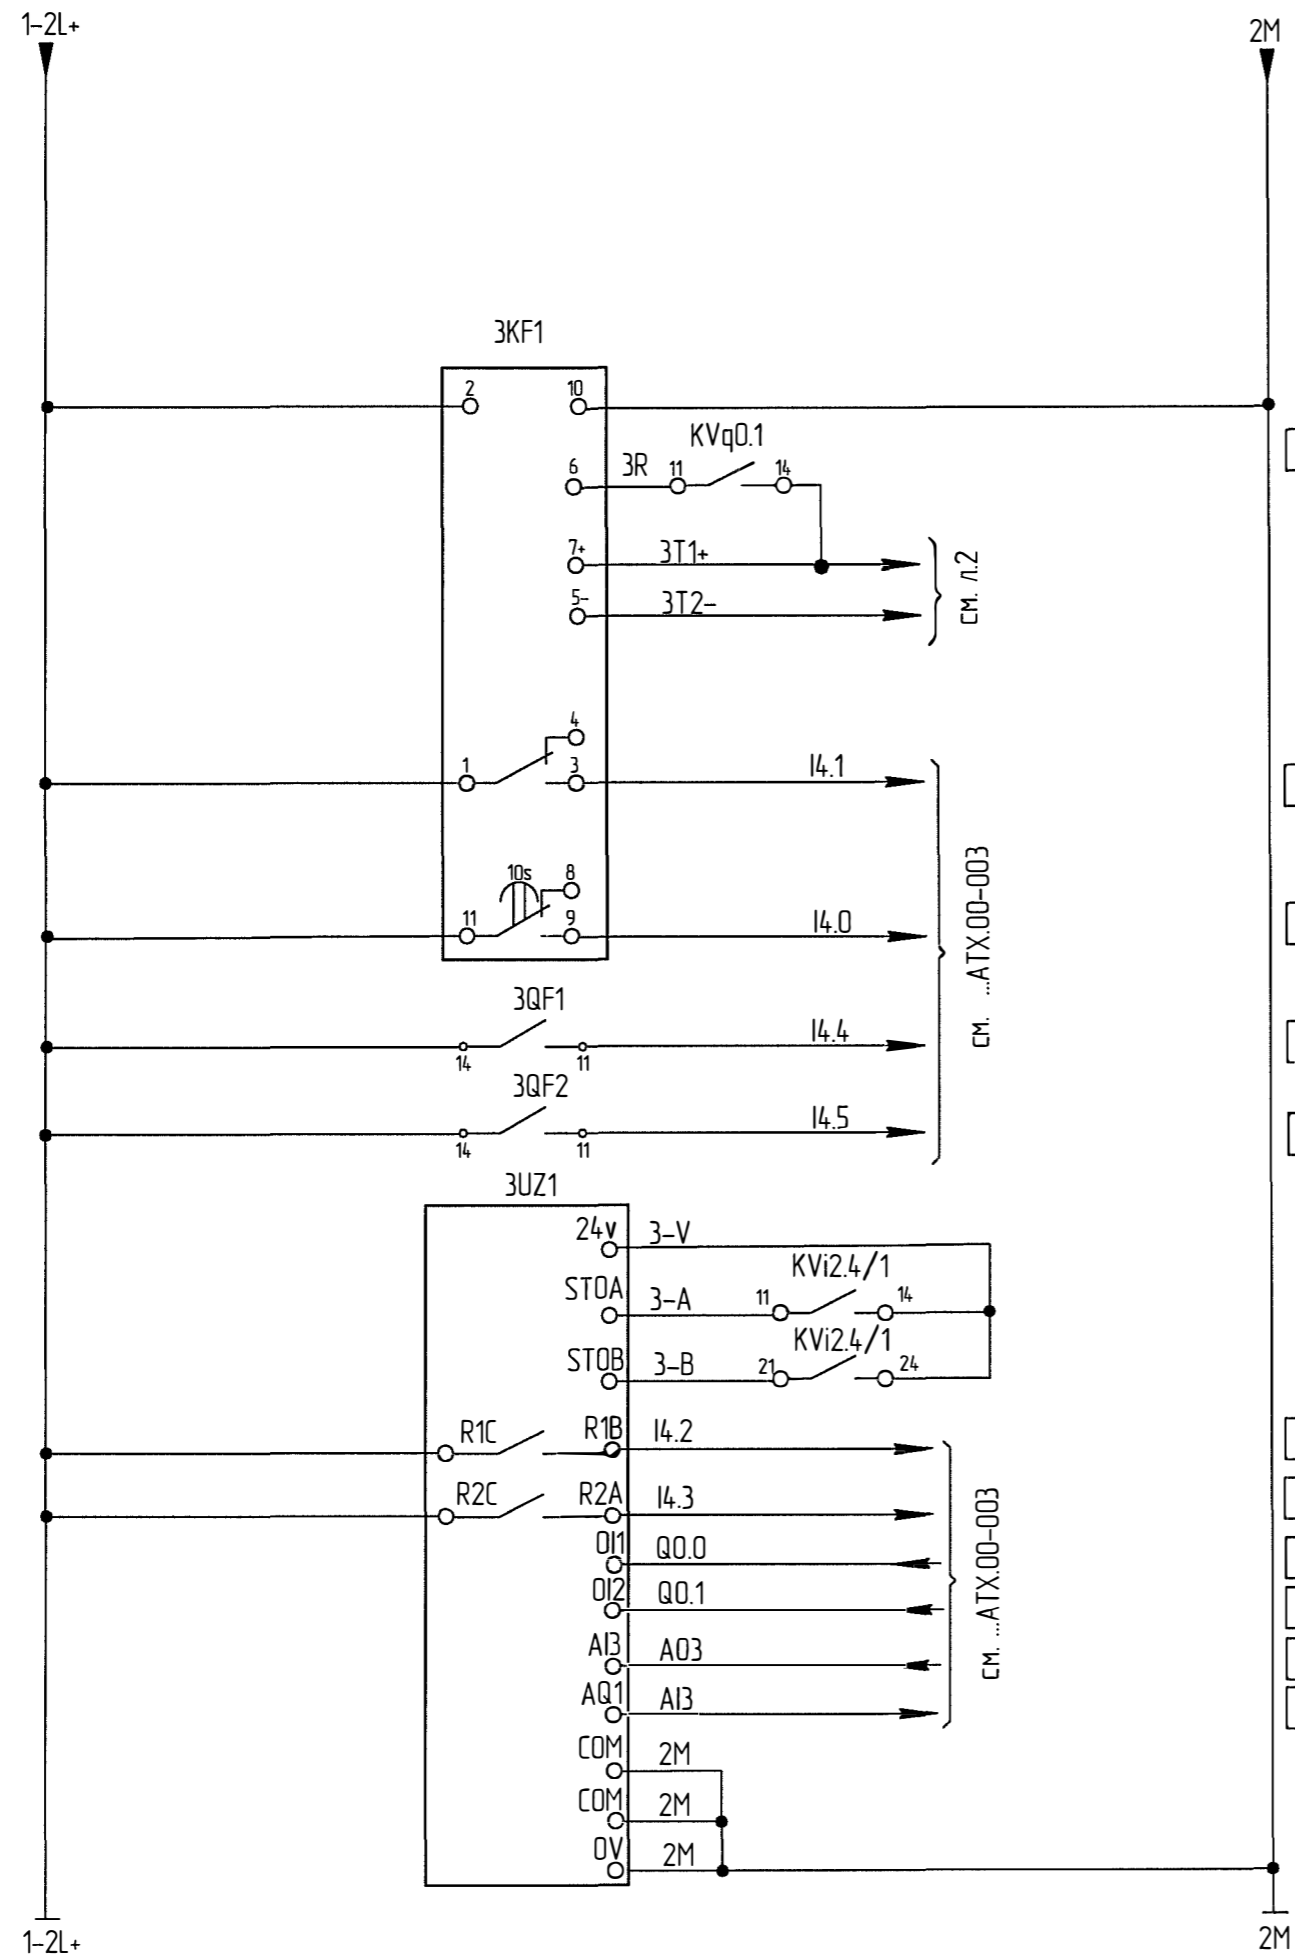 1-2L+
2M
3KF1
2 10
KVq0.1
6 3R 11 14
7+ 3T1+
5- 3T2-
см. л.2
4
1 3 I4.1
10s 8
11 9 I4.0
см. ...АТХ.00-003
3QF1
14 11 I4.4
3QF2
14 11 I4.5
3UZ1
24v 3-V
KVi2.4/1
STOA 3-A 11 14
KVi2.4/1
STOB 3-B 21 24
R1C R1B I4.2
R2C R2A I4.3
OI1 Q0.0
OI2 Q0.1
AI3 AO3
AQ1 AI3
см. ...АТХ.00-003
COM 2M
COM 2M
0V 2M
1-2L+
2M